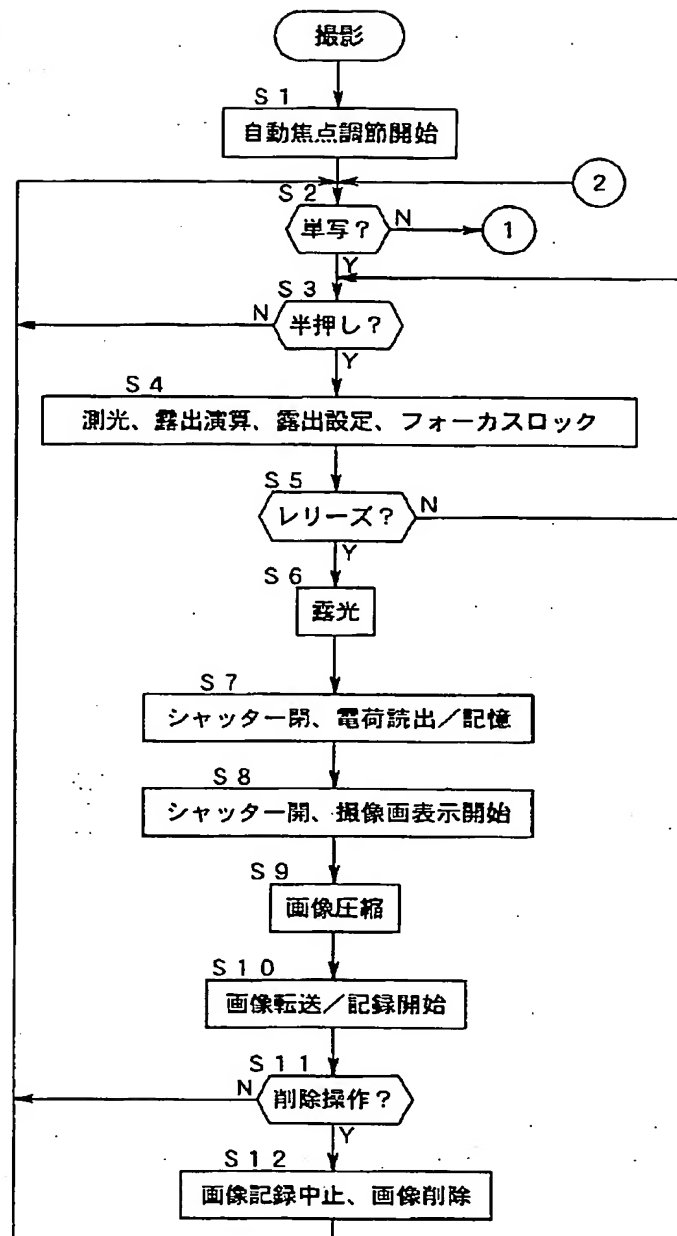 撮影
S1
自動焦点調節開始
S2
②
単写？
N
①
Y
S3
N
半押し？
Y
S4
測光、露出演算、露出設定、フォーカスロック
S5
レリーズ？
N
Y
S6
露光
S7
シャッター閉、電荷読出／記憶
S8
シャッター開、撮像画表示開始
S9
画像圧縮
S10
画像転送／記録開始
S11
N
削除操作？
Y
S12
画像記録中止、画像削除